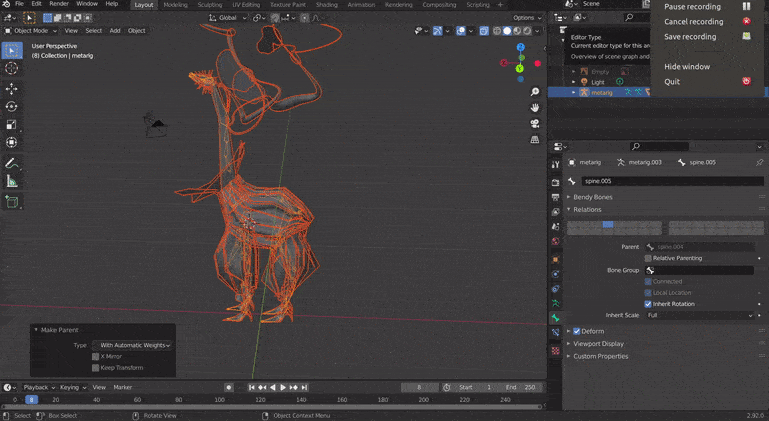 File Edit Render Window Help Layout Modeling Sculpting UV Editing Texture Paint Shading Animation Rendering Scene
Global Options
Object Mode View Select Add Object
User Perspective
(8) Collection | metarig
Z
Y
Pause recording
Cancel recording
Save recording
Hide window
Quit
Editor Type
Current editor type for this are
Overview of scene graph and
Empty
Light
metarig
metarig metarig.003 spine.005
spine.005
Bendy Bones
Relations
Parent spine.004
Relative Parenting
Bone Group
Connected
Local Location
Inherit Rotation
Inherit Scale Full
Deform
Viewport Display
Custom Properties
Make Parent
Type With Automatic Weights
X Mirror
Keep Transform
Playback Keying View Marker 8 Start 1 End 250
0 8 20 40 60 80 100 120 140 160 180 200 220 240
Select Box Select Rotate View Object Context Menu 2.92.0